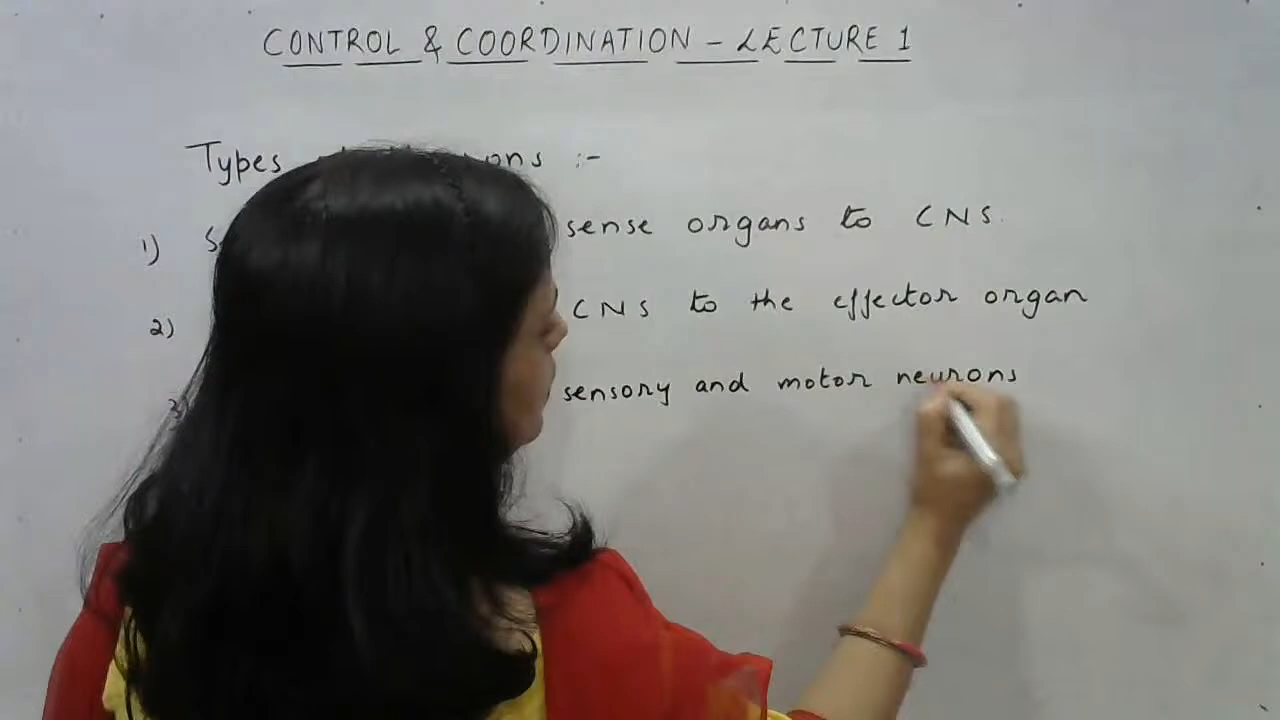 CONTROL & COORDINATION - LECTURE 1
Types :-
1) sense organs to CNS.
2) CNS to the effector organ
3) sensory and motor neurons